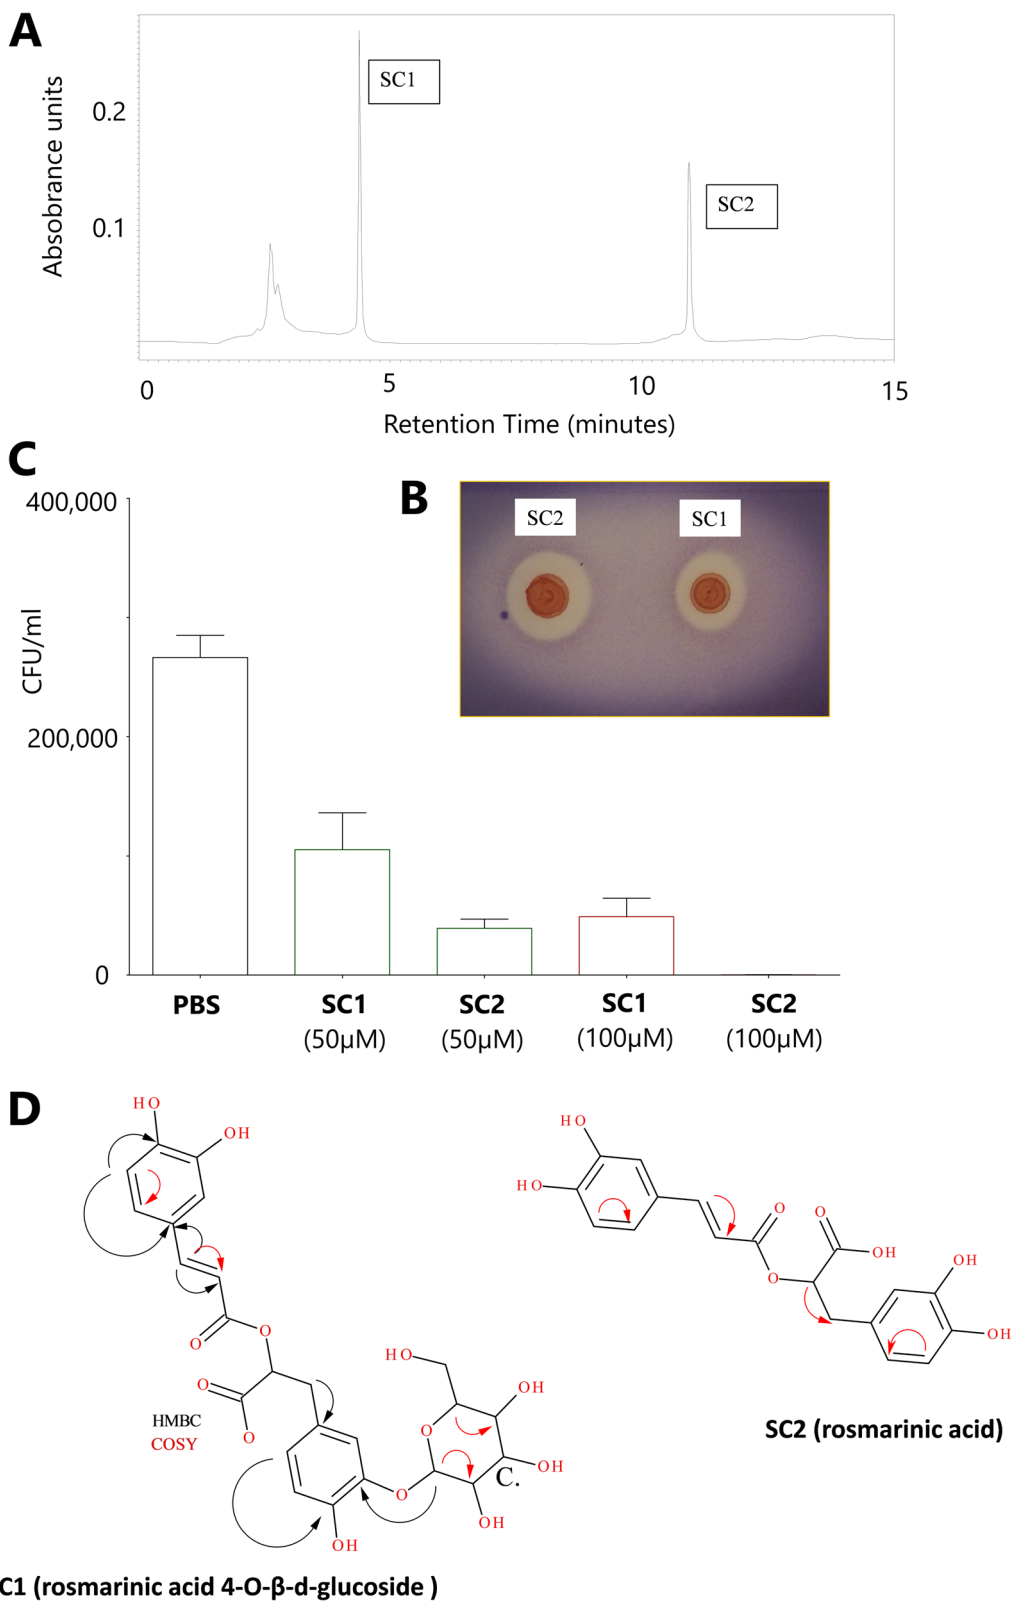 A
Absobrance units
0.2
0.1
SC1
SC2
0
5
10
15
Retention Time (minutes)
C
400,000
200,000
0
CFU/ml
B
SC2
SC1
PBS
SC1
(50µM)
SC2
(50µM)
SC1
(100µM)
SC2
(100µM)
D
HO
OH
O
O
O
O
HMBC
COSY
HO
O
OH
OH
C.
OH
O
OH
HO
HO
O
O
O
OH
OH
OH
SC2 (rosmarinic acid)
C1 (rosmarinic acid 4-O-β-d-glucoside )